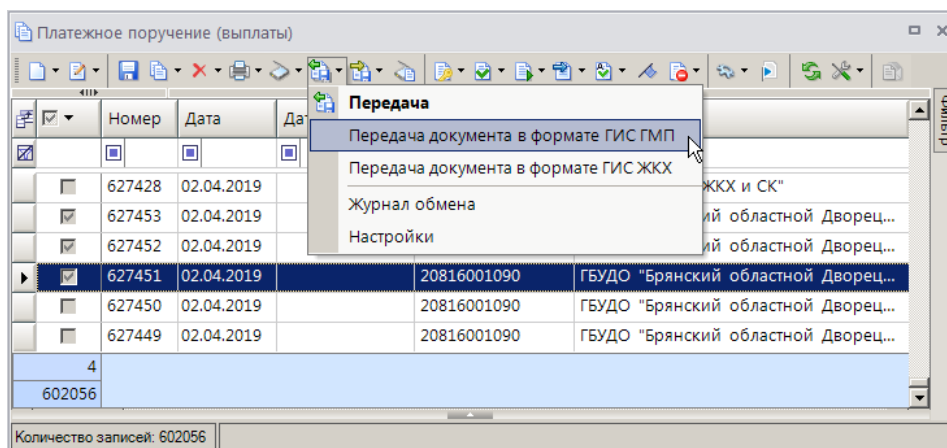 Платежное поручение (выплаты)
Номер Дата Да
Передача
Передача документа в формате ГИС ГМП
Передача документа в формате ГИС ЖКХ
Журнал обмена
Настройки
627428 02.04.2019 ЖКХ и СК"
627453 02.04.2019 ий областной Дворец...
627452 02.04.2019 ий областной Дворец...
627451 02.04.2019 20816001090 ГБУДО "Брянский областной Дворец...
627450 02.04.2019 20816001090 ГБУДО "Брянский областной Дворец...
627449 02.04.2019 20816001090 ГБУДО "Брянский областной Дворец...
4
602056
Количество записей: 602056